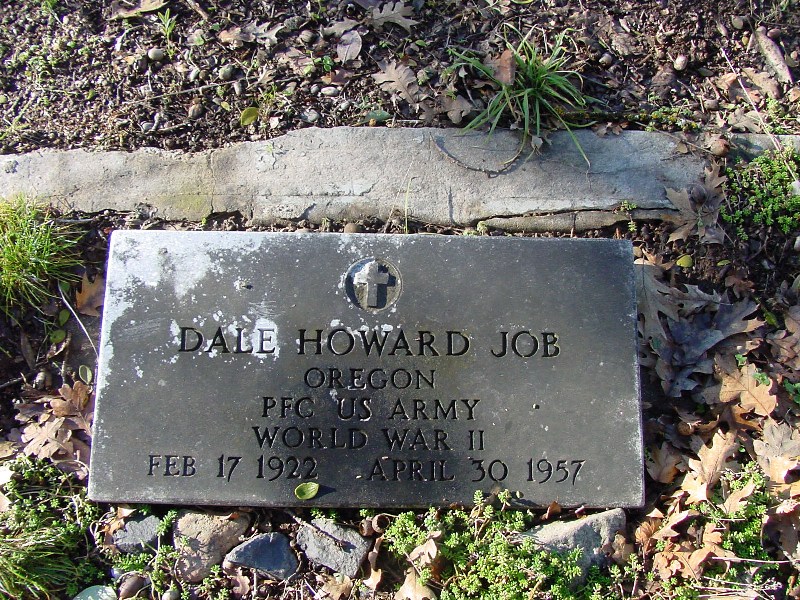 DALE HOWARD JOB
OREGON
PFC US ARMY
WORLD WAR II
FEB 17 1922 APRIL 30 1957